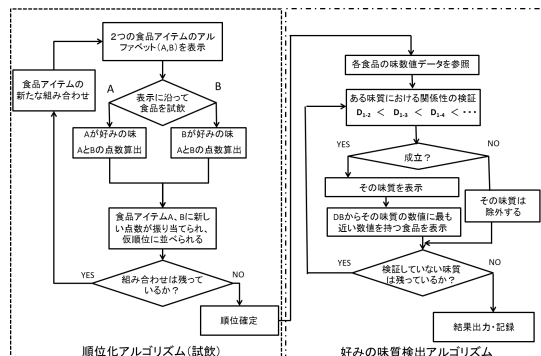 2つの食品アイテムのアル
ファベット(A,B)を表示
食品アイテムの
新たな組み合わせ
A
B
表示に沿って
食品を試飲
Aが好みの味
AとBの点数算出
Bが好みの味
AとBの点数算出
食品アイテムA、Bに新し
い点数が振り当てられ、
仮順位に並べられる
YES
組み合わせは残って
いるか?
NO
順位確定
順位化アルゴリズム(試飲)
各食品の味数値データを参照
ある味質における関係性の検証
D1-2 < D1-3 < D1-4 < ・・・
YES
成立?
NO
その味質を表示
その味質は
除外する
DBからその味質の数値に最も
近い数値を持つ食品を表示
YES
検証していない味質
は残っているか?
NO
結果出力・記録
好みの味質検出アルゴリズム